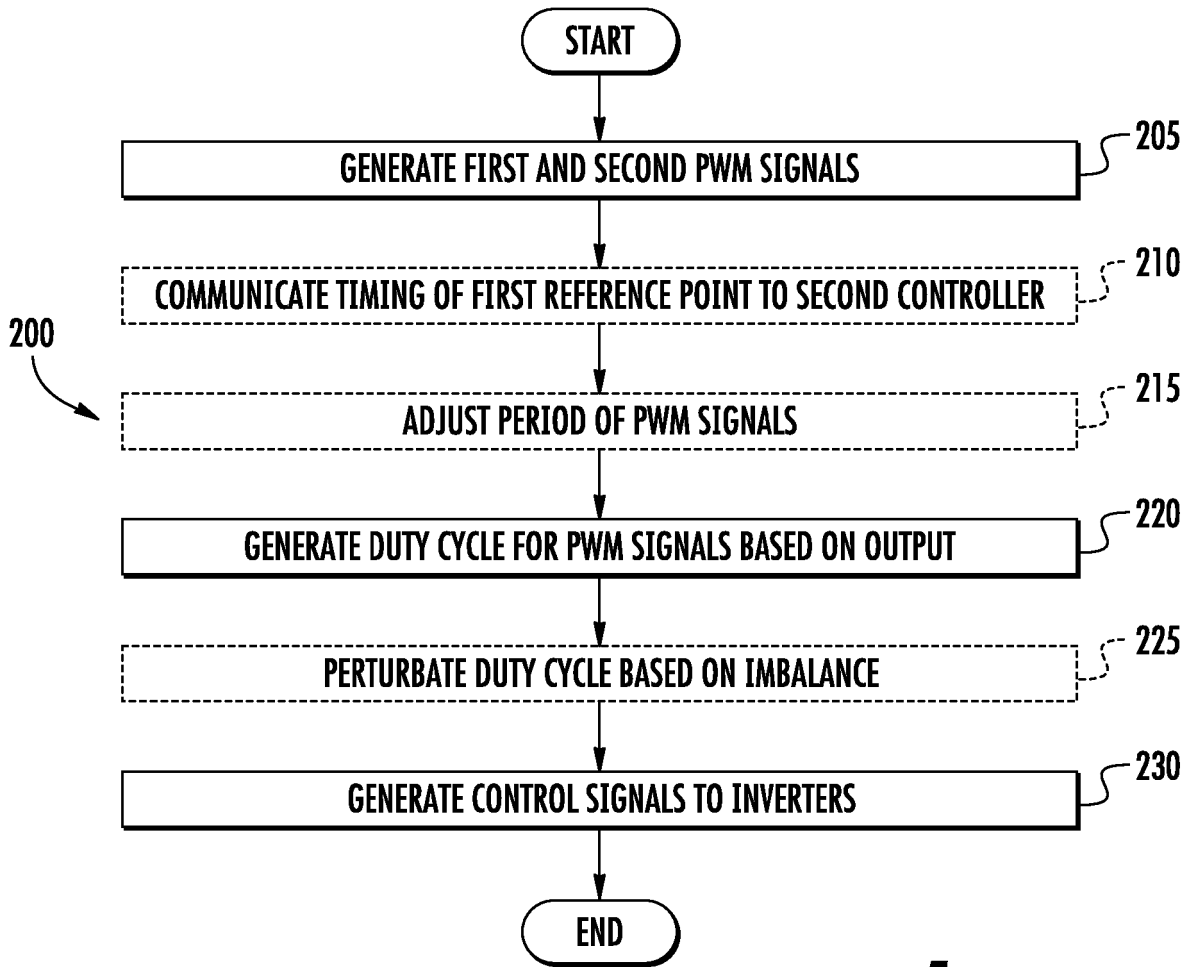 START
GENERATE FIRST AND SECOND PWM SIGNALS
205
COMMUNICATE TIMING OF FIRST REFERENCE POINT TO SECOND CONTROLLER
210
200
ADJUST PERIOD OF PWM SIGNALS
215
GENERATE DUTY CYCLE FOR PWM SIGNALS BASED ON OUTPUT
220
PERTURBATE DUTY CYCLE BASED ON IMBALANCE
225
GENERATE CONTROL SIGNALS TO INVERTERS
230
END